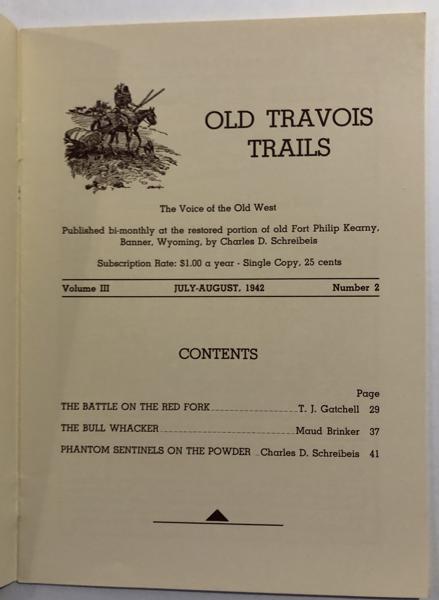 OLD TRAVOIS
TRAILS
The Voice of the Old West
Published bi-monthly at the restored portion of old Fort Philip Kearny,
Banner, Wyoming, by Charles D. Schreibeis
Subscription Rate: $1.00 a year - Single Copy, 25 cents
Volume III JULY-AUGUST, 1942 Number 2
CONTENTS
Page
THE BATTLE ON THE RED FORK T. J. Gatchell 29
THE BULL WHACKER Maud Brinker 37
PHANTOM SENTINELS ON THE POWDER Charles D. Schreibeis 41